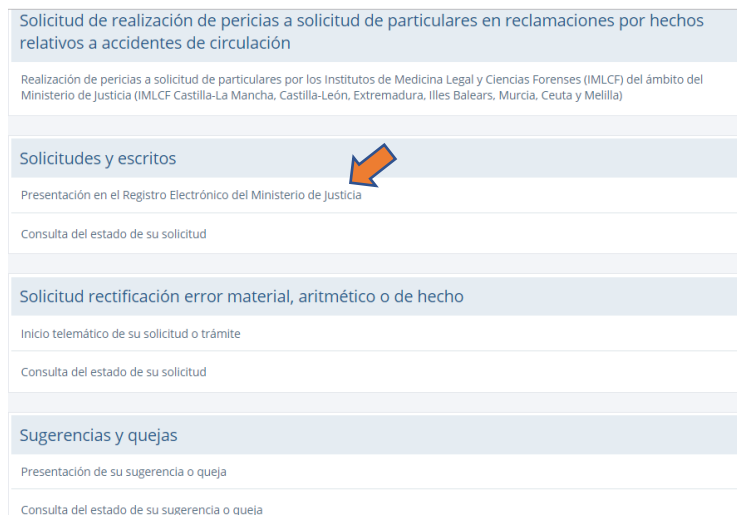 Solicitud de realización de pericias a solicitud de particulares en reclamaciones por hechos
relativos a accidentes de circulación
Realización de pericias a solicitud de particulares por los Institutos de Medicina Legal y Ciencias Forenses (IMLCF) del ámbito del
Ministerio de Justicia (IMLCF Castilla-La Mancha, Castilla-León, Extremadura, Illes Balears, Murcia, Ceuta y Melilla)
Solicitudes y escritos
Presentación en el Registro Electrónico del Ministerio de Justicia
Consulta del estado de su solicitud
Solicitud rectificación error material, aritmético o de hecho
Inicio telemático de su solicitud o trámite
Consulta del estado de su solicitud
Sugerencias y quejas
Presentación de su sugerencia o queja
Consulta del estado de su sugerencia o queja